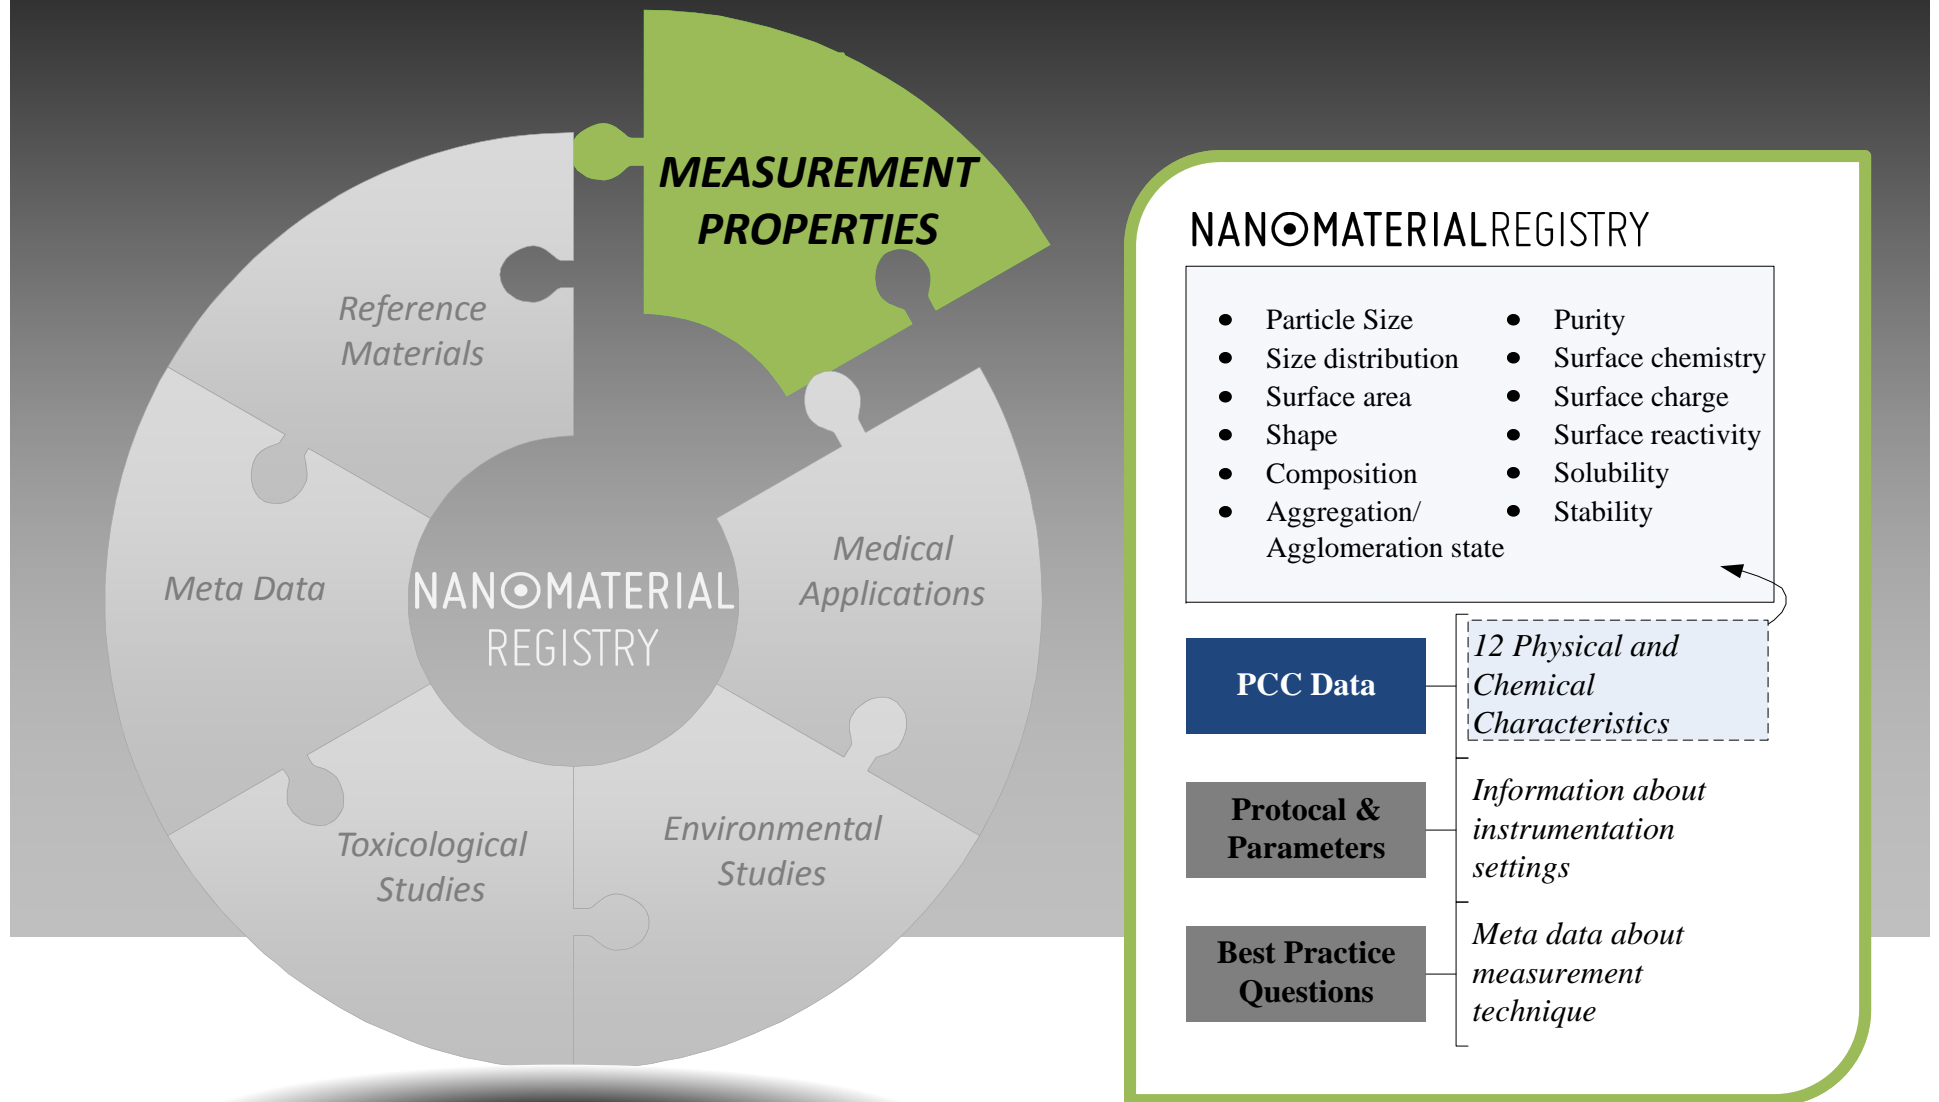 MEASUREMENT
PROPERTIES
Reference
Materials
Meta Data
Medical
Applications
NANOMATERIAL
REGISTRY
Toxicological
Studies
Environmental
Studies
NANOMATERIALREGISTRY
• Particle Size
• Size distribution
• Surface area
• Shape
• Composition
• Aggregation/
Agglomeration state
• Purity
• Surface chemistry
• Surface charge
• Surface reactivity
• Solubility
• Stability
PCC Data
12 Physical and
Chemical
Characteristics
Protocal &
Parameters
Information about
instrumentation
settings
Best Practice
Questions
Meta data about
measurement
technique